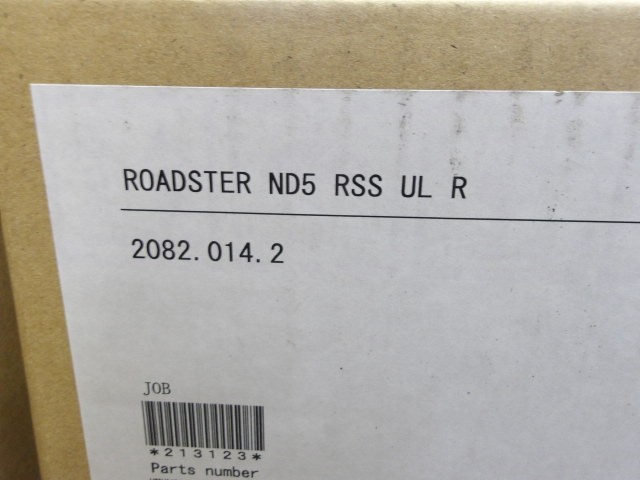 ROADSTER ND5 RSS UL R
2082.014.2
JOB
*213123*
Parts number